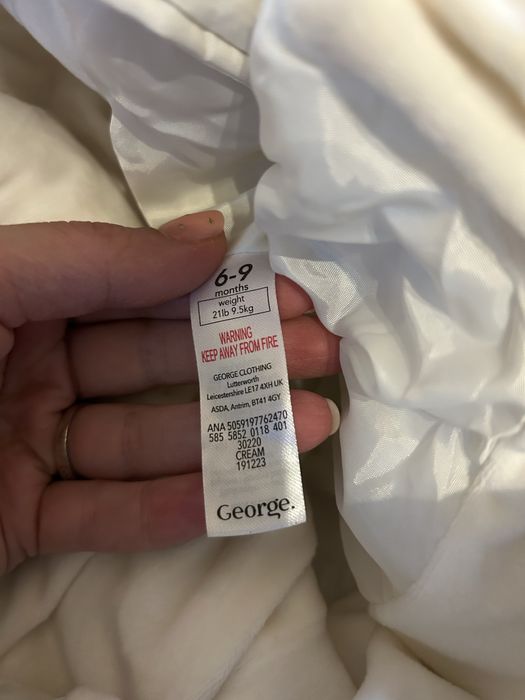 6-9
months
weight
21lb 9.5kg
WARNING
KEEP AWAY FROM FIRE
GEORGE CLOTHING
Lutterworth
Leicestershire LE17 4XH UK
ASDA, Antrim, BT41 4GY
ANA 5059197762470
585 5852 0118 401
30220
CREAM
191223
George.